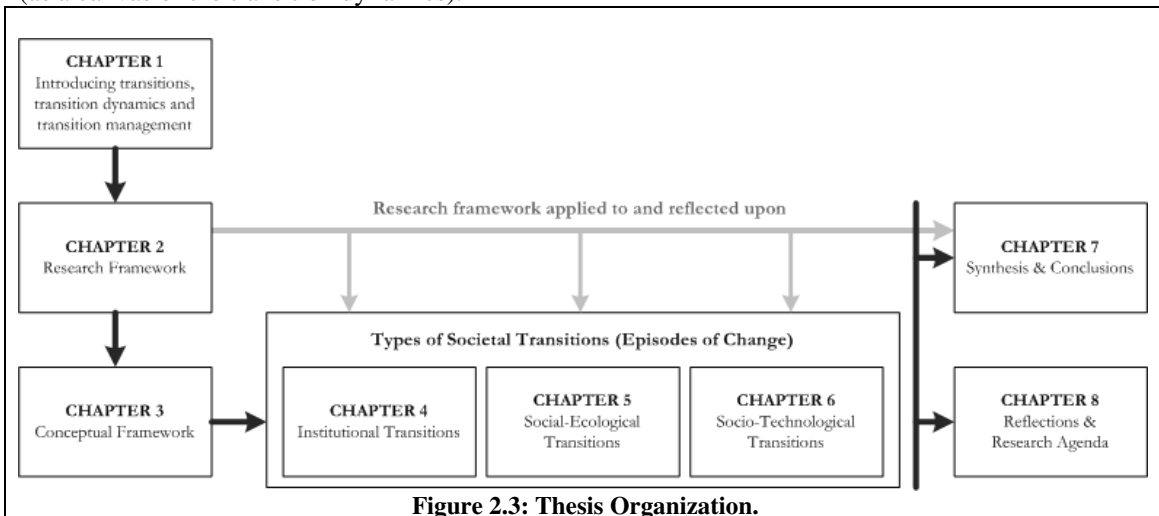 CHAPTER 1
Introducing transitions,
transition dynamics and
transition management
Research framework applied to and reflected upon
CHAPTER 2
Research Framework
CHAPTER 7
Synthesis & Conclusions
Types of Societal Transitions (Episodes of Change)
CHAPTER 3
Conceptual Framework
CHAPTER 4
Institutional Transitions
CHAPTER 5
Social-Ecological
Transitions
CHAPTER 6
Socio-Technological
Transitions
CHAPTER 8
Reflections &
Research Agenda
Figure 2.3: Thesis Organization.